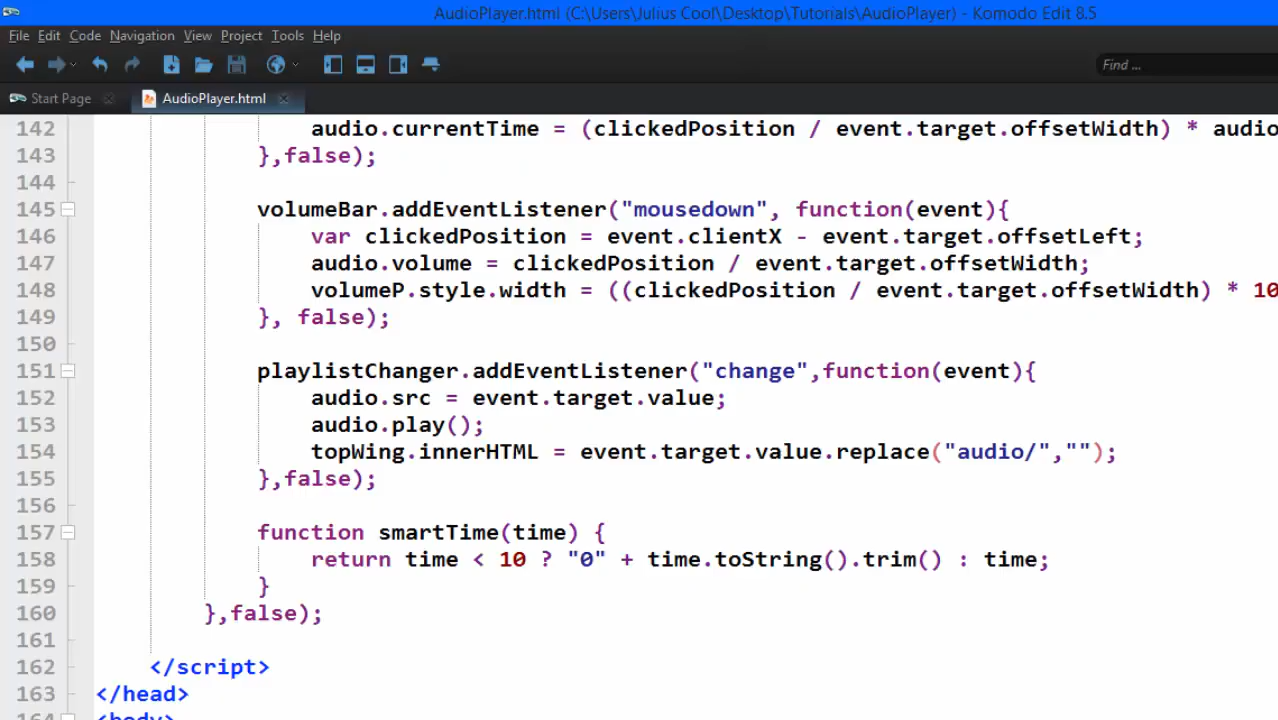 AudioPlayer.html (C:\Users\Julius Coof\Desktop\Tutorials\AudioPlayer) - Komodo Edit 8.5
File Edit Code Navigation View Project Tools Help
Find ...
Start Page AudioPlayer.html
142 audio.currentTime = (clickedPosition / event.target.offsetWidth) * audio
143 },false);
144
145 volumeBar.addEventListener("mousedown", function(event){
146 var clickedPosition = event.clientX - event.target.offsetLeft;
147 audio.volume = clickedPosition / event.target.offsetWidth;
148 volumeP.style.width = ((clickedPosition / event.target.offsetWidth) * 10
149 }, false);
150
151 playlistChanger.addEventListener("change",function(event){
152 audio.src = event.target.value;
153 audio.play();
154 topWing.innerHTML = event.target.value.replace("audio/","");
155 },false);
156
157 function smartTime(time) {
158 return time < 10 ? "0" + time.toString().trim() : time;
159 }
160 },false);
161
162 </script>
163 </head>
164 <body>